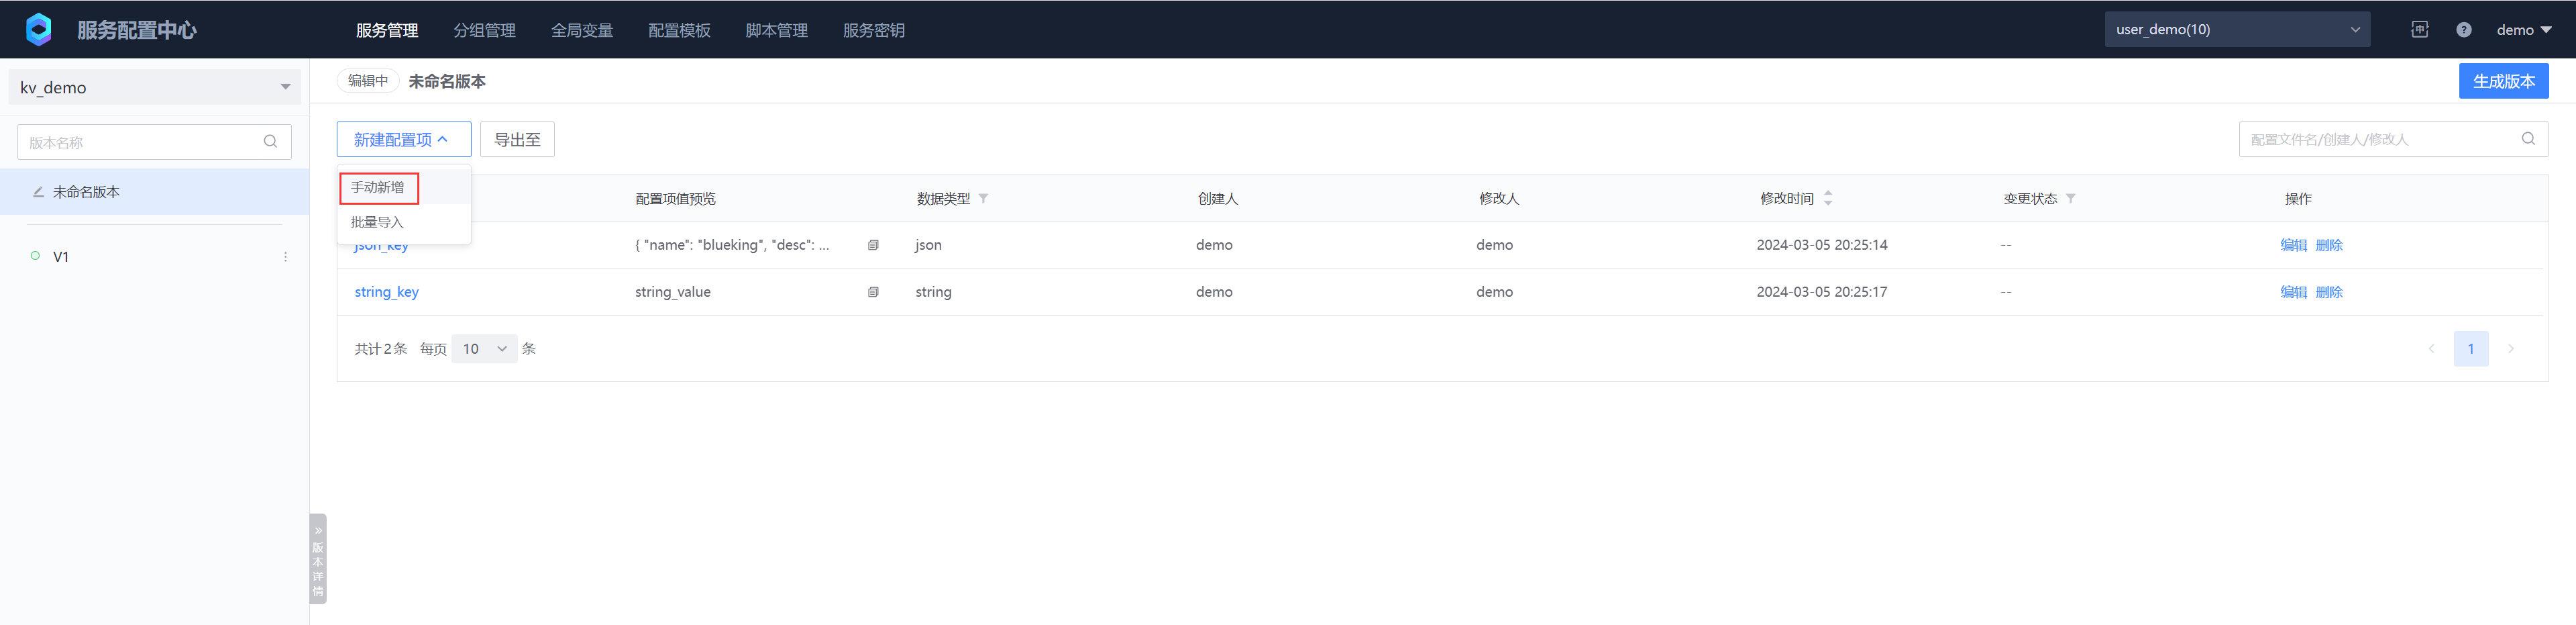 服务配置中心
服务管理 分组管理 全局变量 配置模板 脚本管理 服务密钥
user_demo(10)
中
?
demo
kv_demo
编辑中 未命名版本
生成版本
版本名称
新建配置项 导出至
配置文件名/创建人/修改人
未命名版本
手动新增
批量导入
配置项值预览 数据类型 创建人 修改人 修改时间 变更状态 操作
V1
json_key { "name": "blueking", "desc": ... json demo demo 2024-03-05 20:25:14 -- 编辑 删除
string_key string_value string demo demo 2024-03-05 20:25:17 -- 编辑 删除
共计2条 每页 10 条
1
版本详情